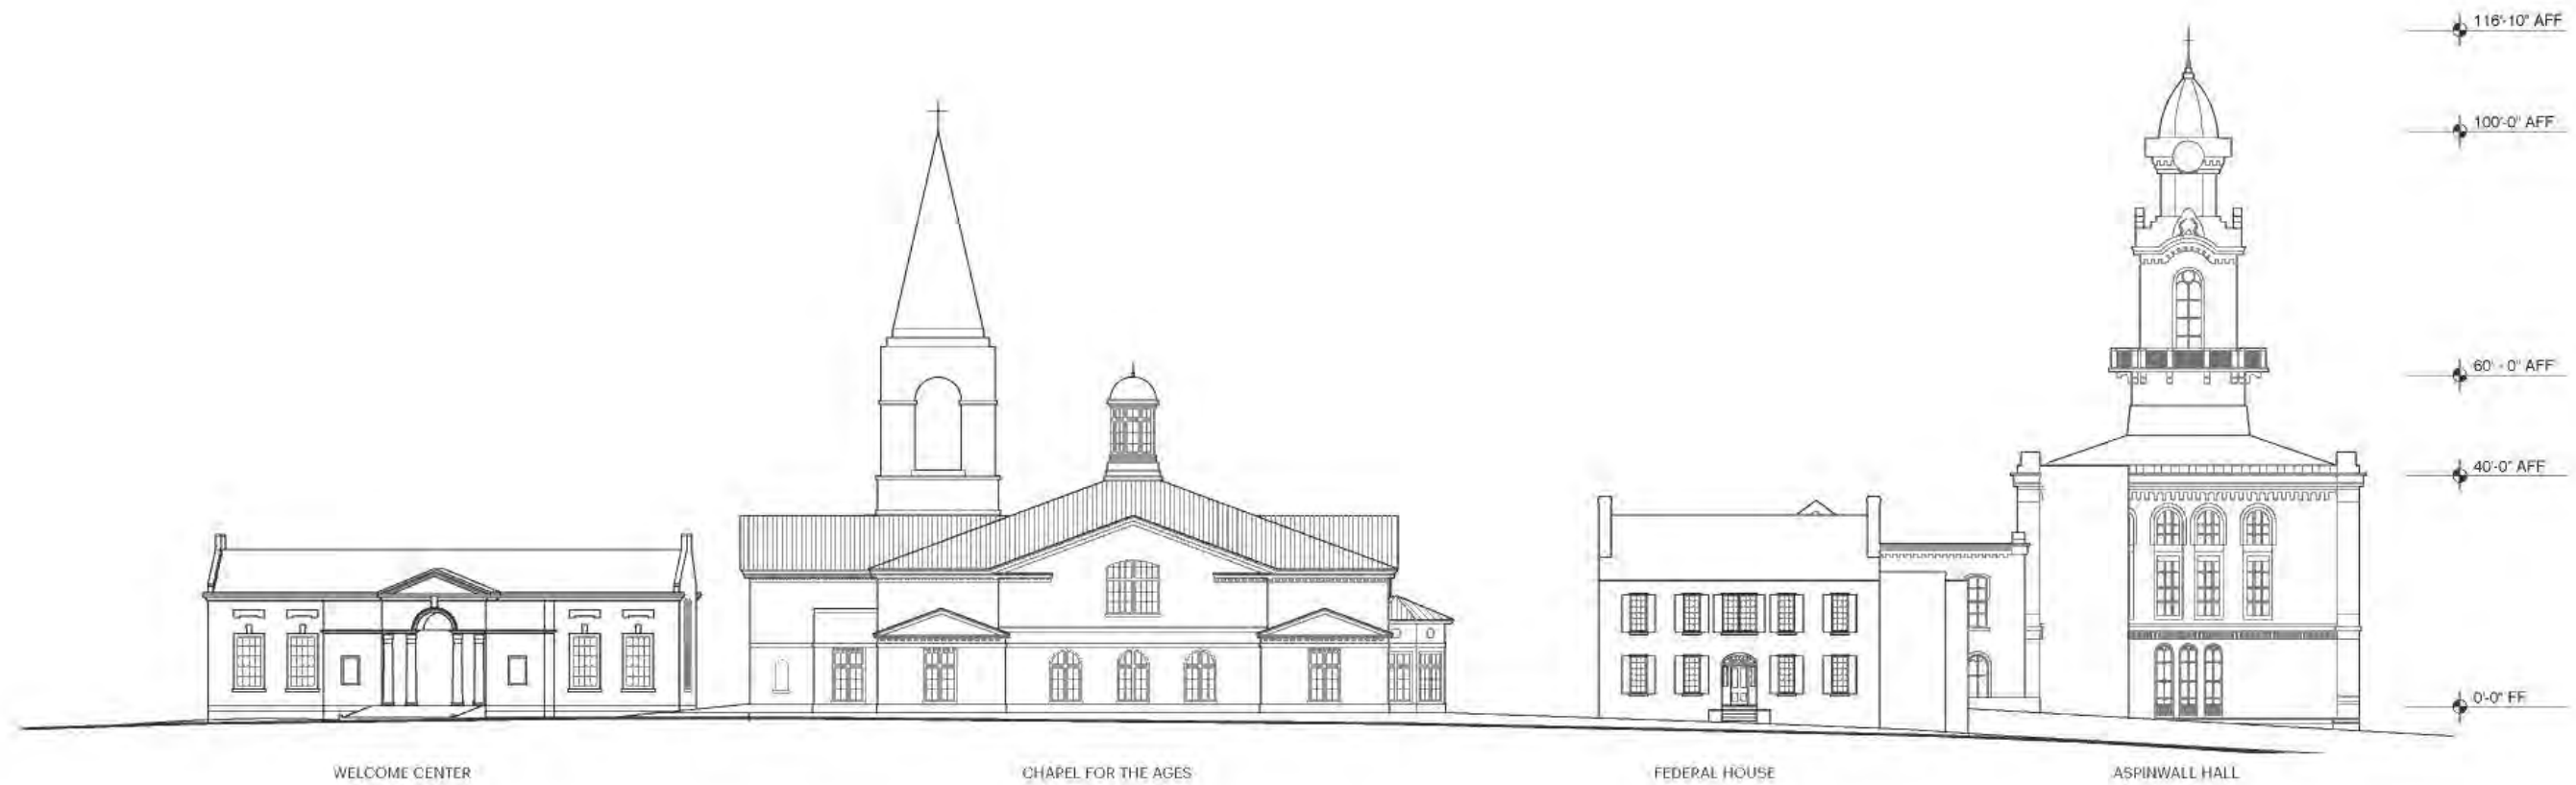 116'-10" AFF
100'-0" AFF
60' - 0" AFF
40'-0" AFF
0'-0" FF
WELCOME CENTER
CHAPEL FOR THE AGES
FEDERAL HOUSE
ASPINWALL HALL